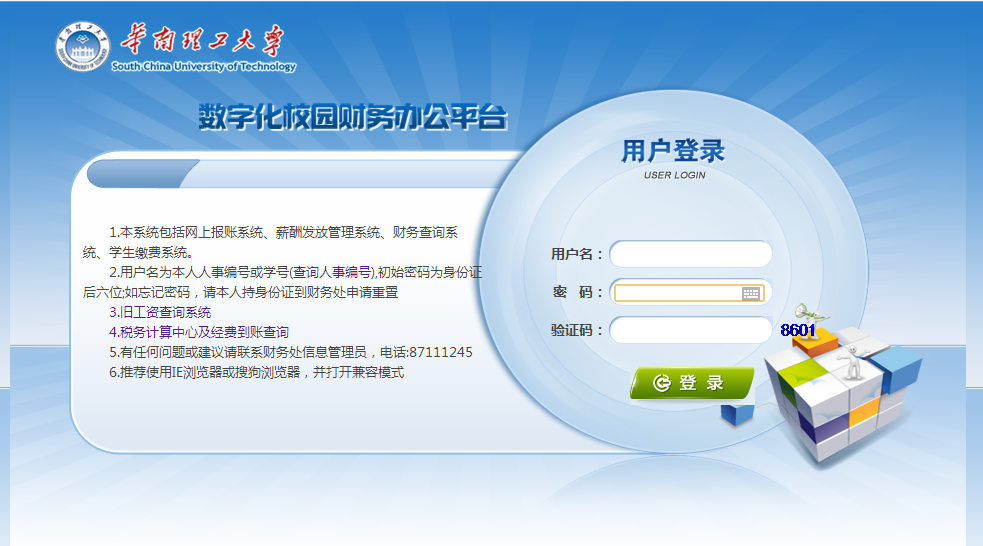 華南理工大學
South China University of Technology
数字化校园财务办公平台
用户登录
USER LOGIN
1.本系统包括网上报账系统、薪酬发放管理系统、财务查询系
统、学生缴费系统。
2.用户名为本人人事编号或学号(查询人事编号),初始密码为身份证
后六位;如忘记密码，请本人持身份证到财务处申请重置
3.旧工资查询系统
4.税务计算中心及经费到账查询
5.有任何问题或建议请联系财务处信息管理员，电话:87111245
6.推荐使用IE浏览器或搜狗浏览器，并打开兼容模式
用户名：
密 码：
验证码：
8601
登 录